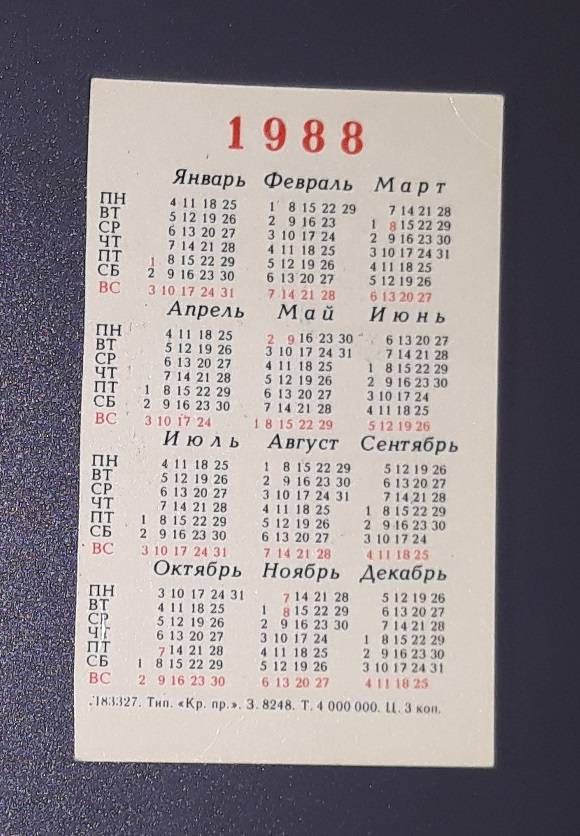 1988
Январь Февраль Март
ПН 4 11 18 25 1 8 15 22 29 7 14 21 28
ВТ 5 12 19 26 2 9 16 23 1 8 15 22 29
СР 6 13 20 27 3 10 17 24 2 9 16 23 30
ЧТ 7 14 21 28 4 11 18 25 3 10 17 24 31
ПТ 1 8 15 22 29 5 12 19 26 4 11 18 25
СБ 2 9 16 23 30 6 13 20 27 5 12 19 26
ВС 3 10 17 24 31 7 14 21 28 6 13 20 27
Апрель Май Июнь
ПН 4 11 18 25 2 9 16 23 30 6 13 20 27
ВТ 5 12 19 26 3 10 17 24 31 7 14 21 28
СР 6 13 20 27 4 11 18 25 1 8 15 22 29
ЧТ 7 14 21 28 5 12 19 26 2 9 16 23 30
ПТ 1 8 15 22 29 6 13 20 27 3 10 17 24
СБ 2 9 16 23 30 7 14 21 28 4 11 18 25
ВС 3 10 17 24 1 8 15 22 29 5 12 19 26
Июль Август Сентябрь
ПН 4 11 18 25 1 8 15 22 29 5 12 19 26
ВТ 5 12 19 26 2 9 16 23 30 6 13 20 27
СР 6 13 20 27 3 10 17 24 31 7 14 21 28
ЧТ 7 14 21 28 4 11 18 25 1 8 15 22 29
ПТ 1 8 15 22 29 5 12 19 26 2 9 16 23 30
СБ 2 9 16 23 30 6 13 20 27 3 10 17 24
ВС 3 10 17 24 31 7 14 21 28 4 11 18 25
Октябрь Ноябрь Декабрь
ПН 3 10 17 24 31 7 14 21 28 5 12 19 26
ВТ 4 11 18 25 1 8 15 22 29 6 13 20 27
СР 5 12 19 26 2 9 16 23 30 7 14 21 28
ЧТ 6 13 20 27 3 10 17 24 1 8 15 22 29
ПТ 7 14 21 28 4 11 18 25 2 9 16 23 30
СБ 1 8 15 22 29 5 12 19 26 3 10 17 24 31
ВС 2 9 16 23 30 6 13 20 27 4 11 18 25
183327. Тип. «Кр. пр.». З. 8248. Т. 4 000 000. Ц. 3 коп.